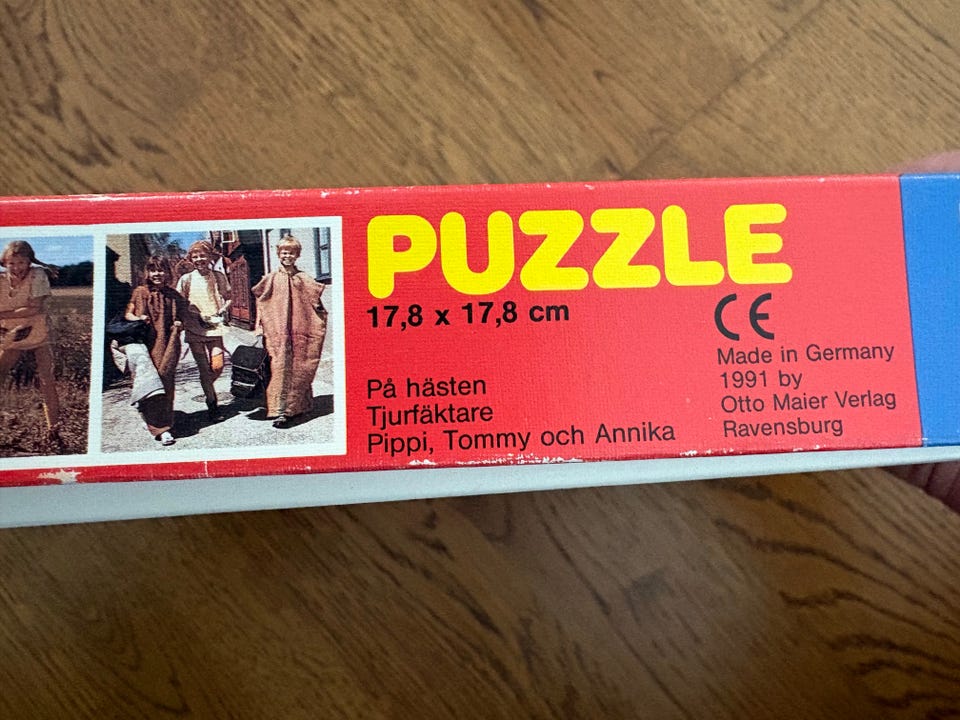 PUZZLE
17,8 x 17,8 cm
På hästen
Tjurfäktare
Pippi, Tommy och Annika
CE
Made in Germany
1991 by
Otto Maier Verlag
Ravensburg